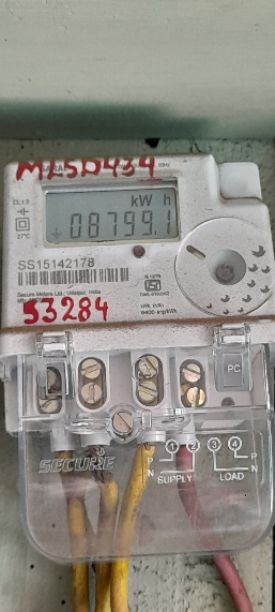 MLSD434
kW h
+08799.1
27°C
SS15142178
Secure Meters Ltd., Udaipur, India
53284
PC
SECURE
1 2 3 4
P N P N
SUPPLY LOAD